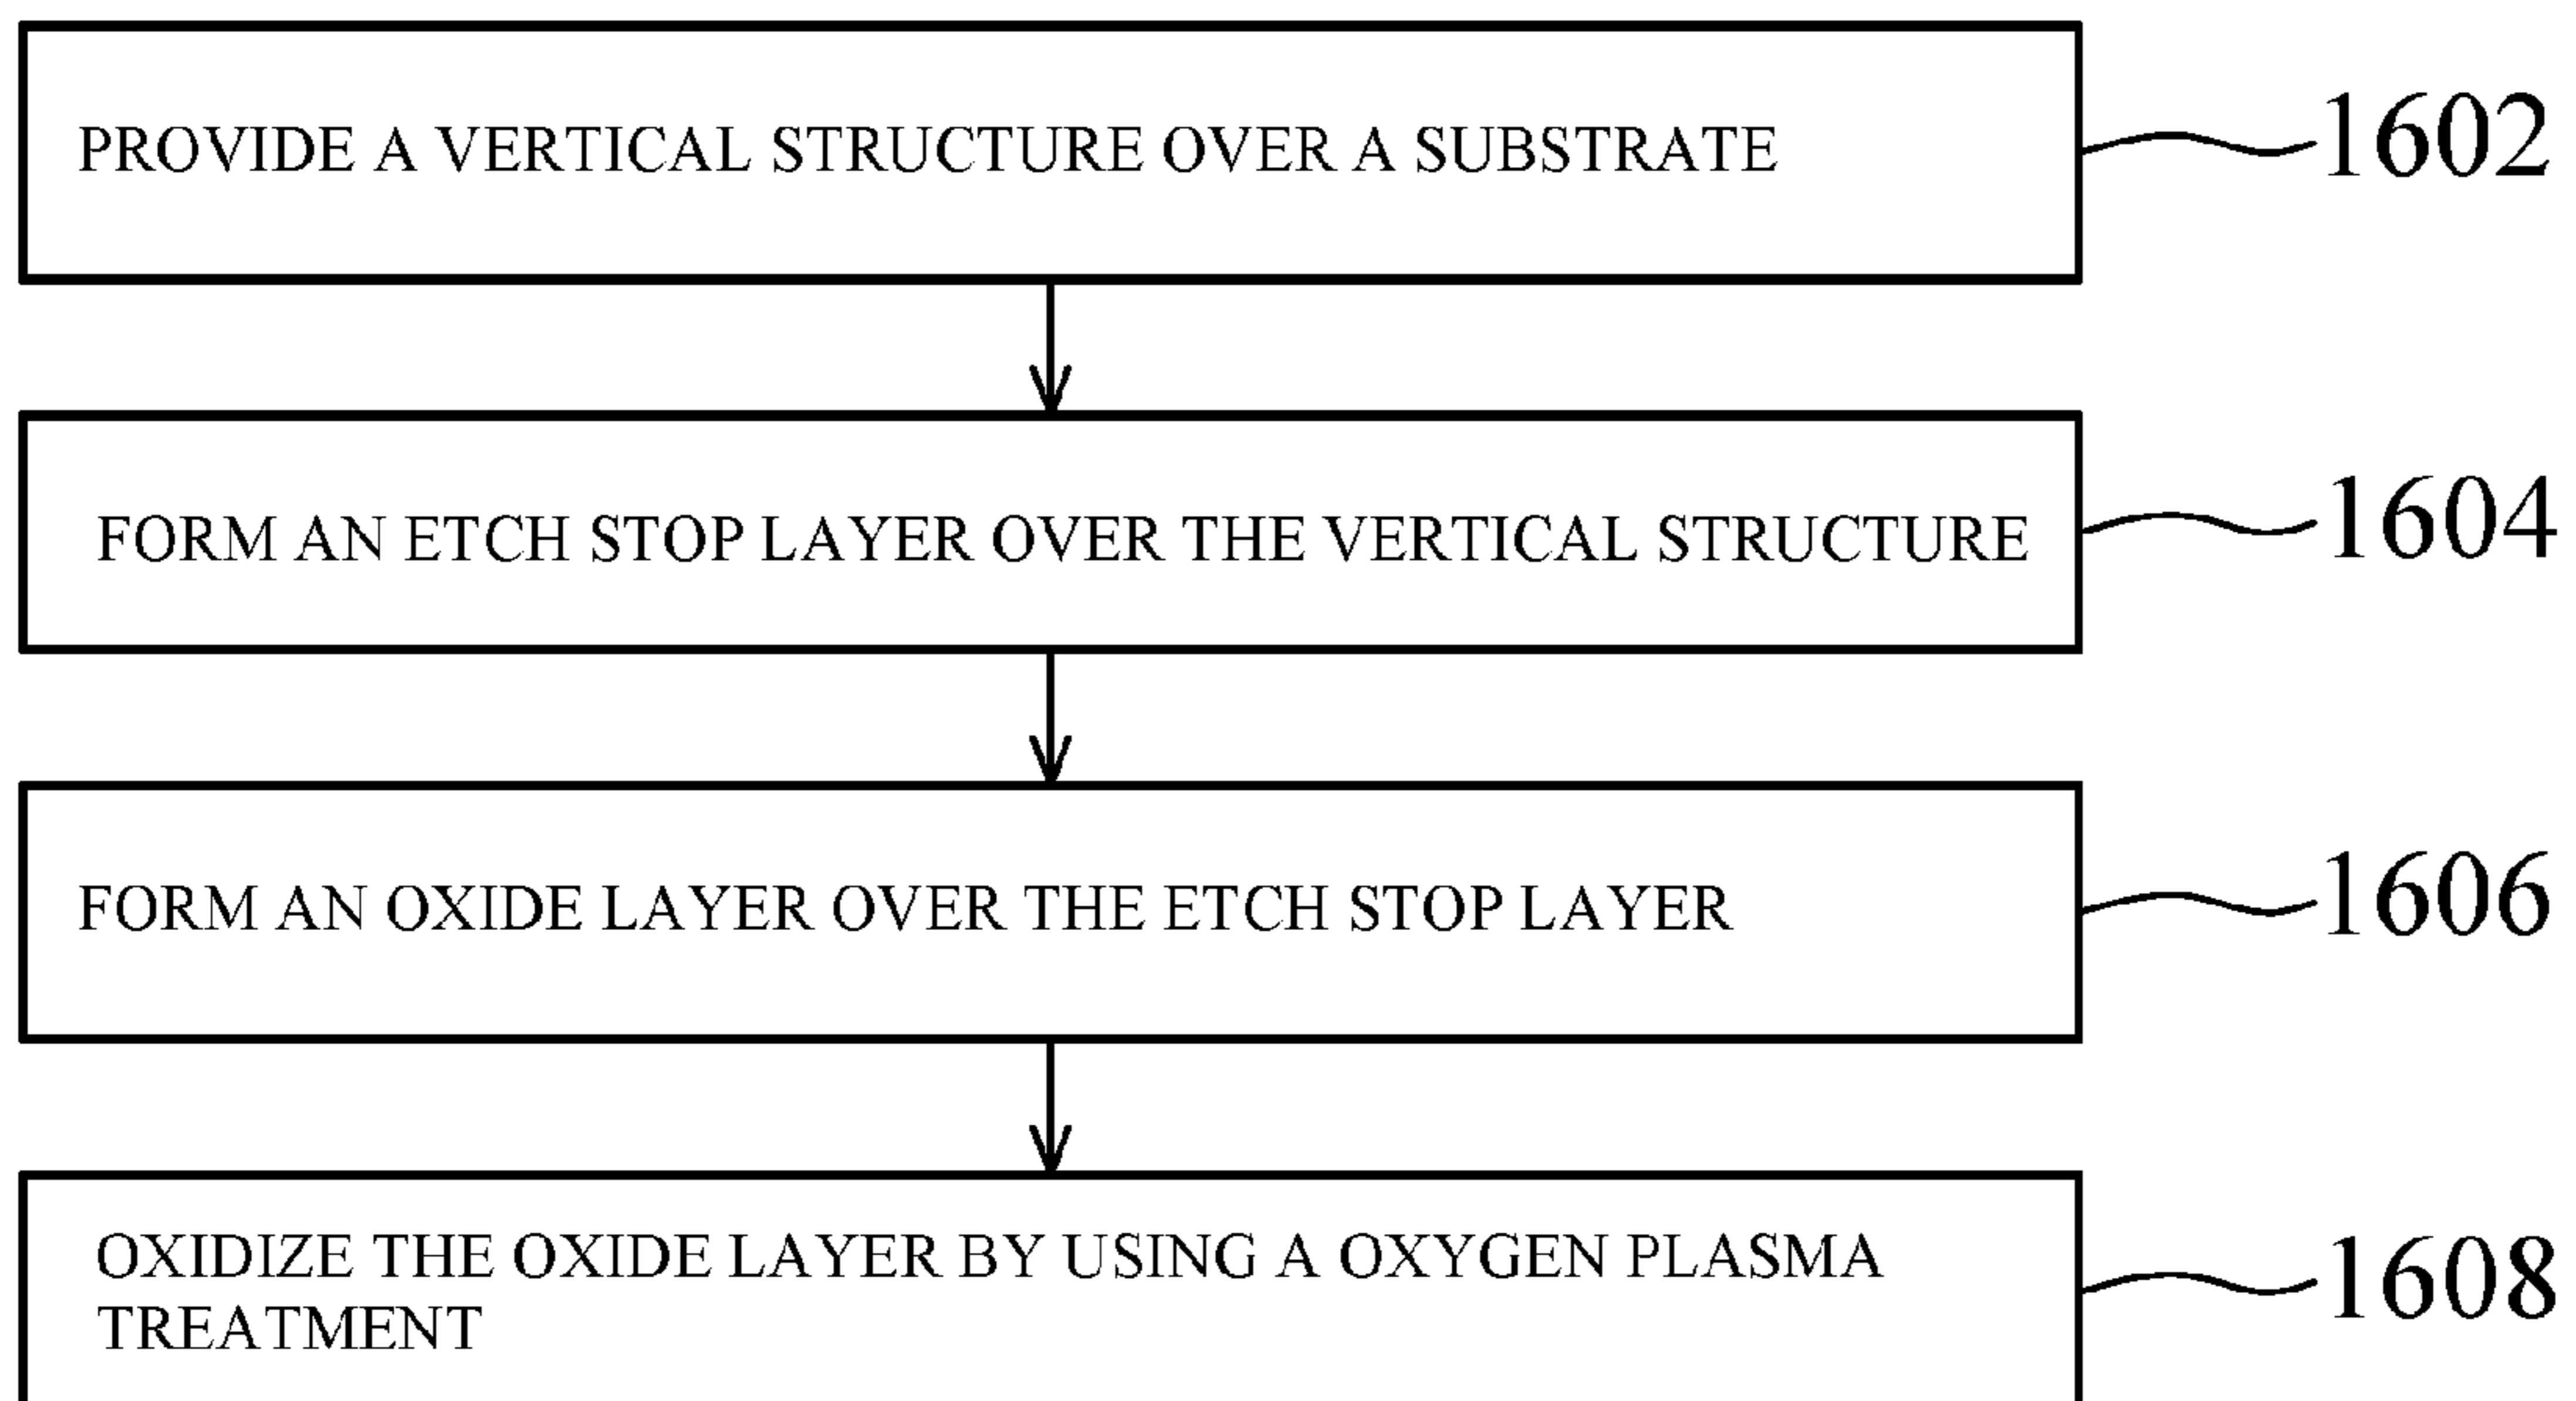 PROVIDE A VERTICAL STRUCTURE OVER A SUBSTRATE
1602
FORM AN ETCH STOP LAYER OVER THE VERTICAL STRUCTURE
1604
FORM AN OXIDE LAYER OVER THE ETCH STOP LAYER
1606
OXIDIZE THE OXIDE LAYER BY USING A OXYGEN PLASMA
TREATMENT
1608